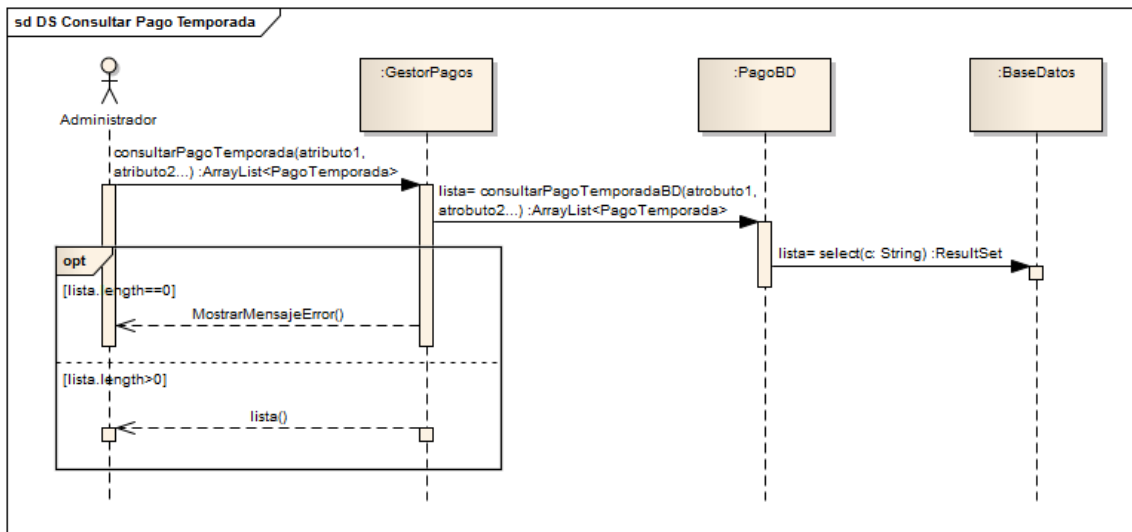 sd DS Consultar Pago Temporada
:GestorPagos
:PagoBD
:BaseDatos
Administrador
consultarPagoTemporada(atributo1,
atributo2...) :ArrayList<PagoTemporada>
lista= consultarPagoTemporadaBD(atrobuto1,
atrobuto2...) :ArrayList<PagoTemporada>
lista= select(c: String) :ResultSet
opt
[lista.length==0]
MostrarMensajeError()
[lista.length>0]
lista()